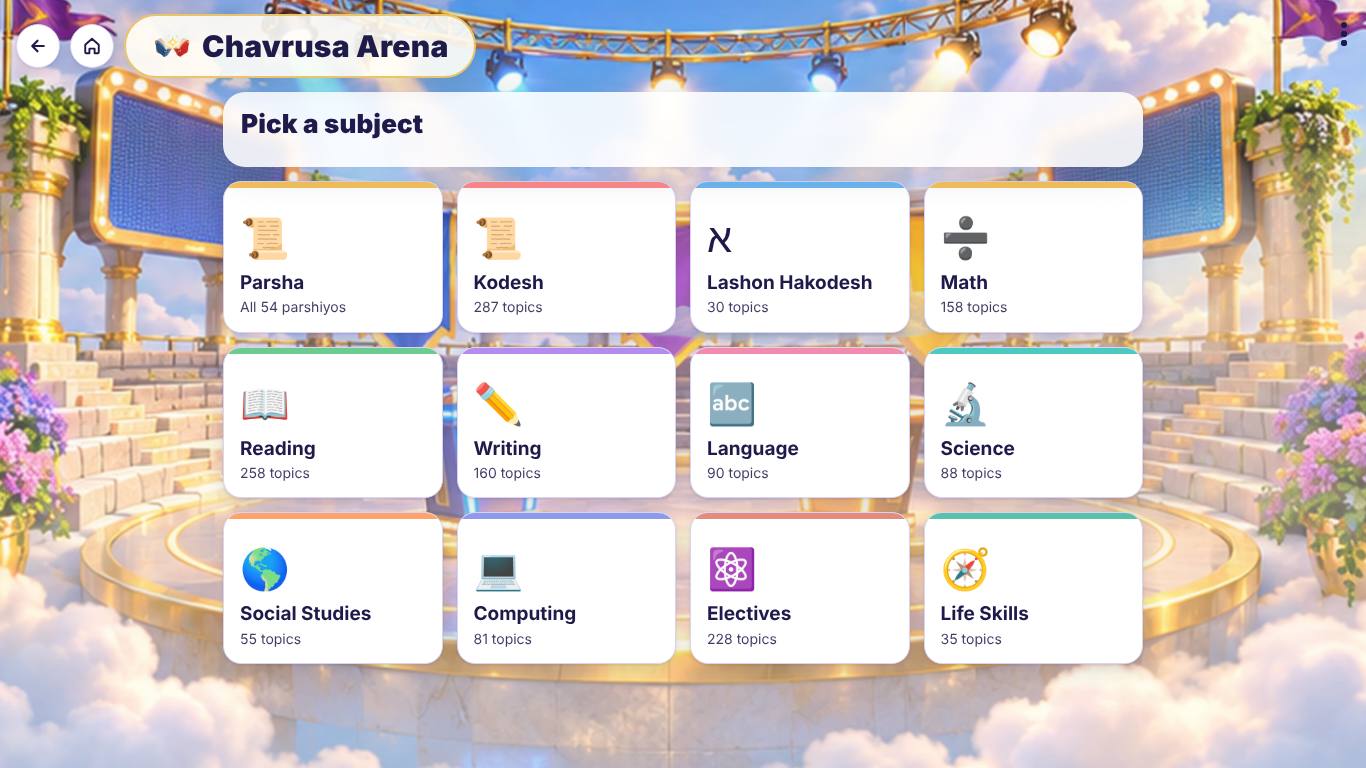 Chavrusa Arena
Pick a subject
Parsha
All 54 parshiyos
Kodesh
287 topics
א
Lashon Hakodesh
30 topics
Math
158 topics
Reading
258 topics
Writing
160 topics
abc
Language
90 topics
Science
88 topics
Social Studies
55 topics
Computing
81 topics
Electives
228 topics
Life Skills
35 topics